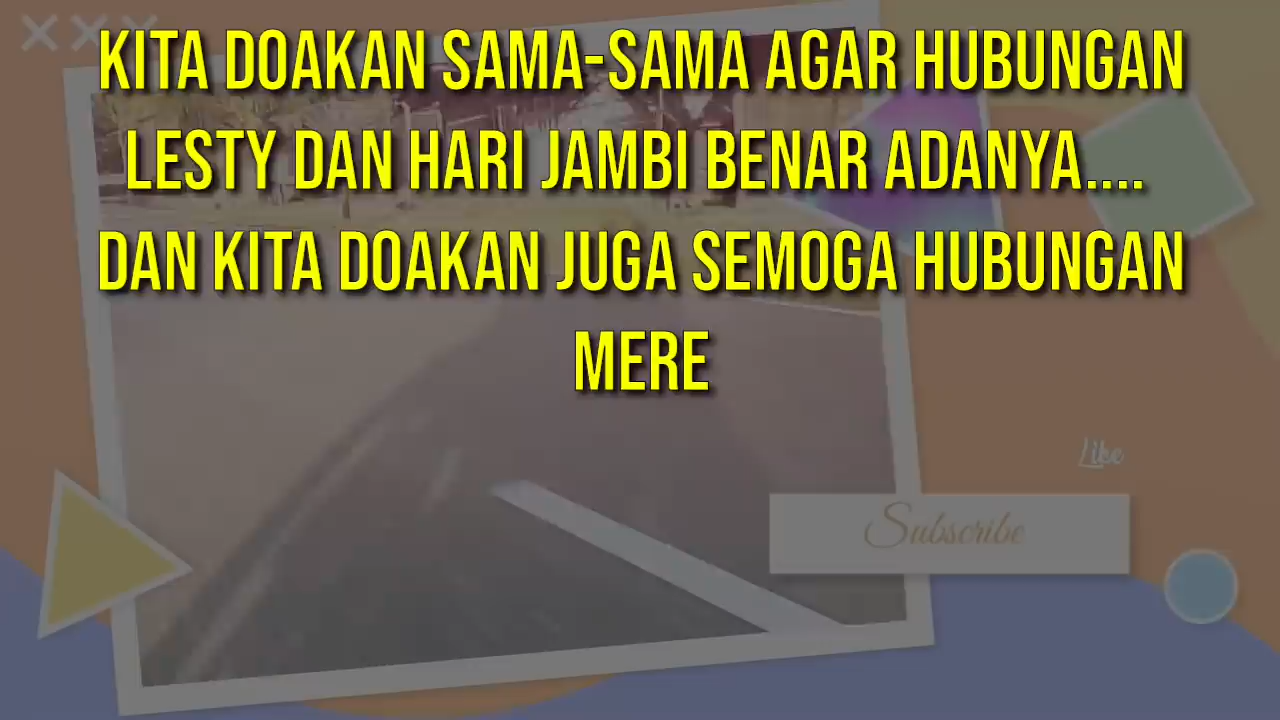 KITA DOAKAN SAMA-SAMA AGAR HUBUNGAN
LESTY DAN HARI JAMBI BENAR ADANYA....
DAN KITA DOAKAN JUGA SEMOGA HUBUNGAN
MERE
Like
Subscribe